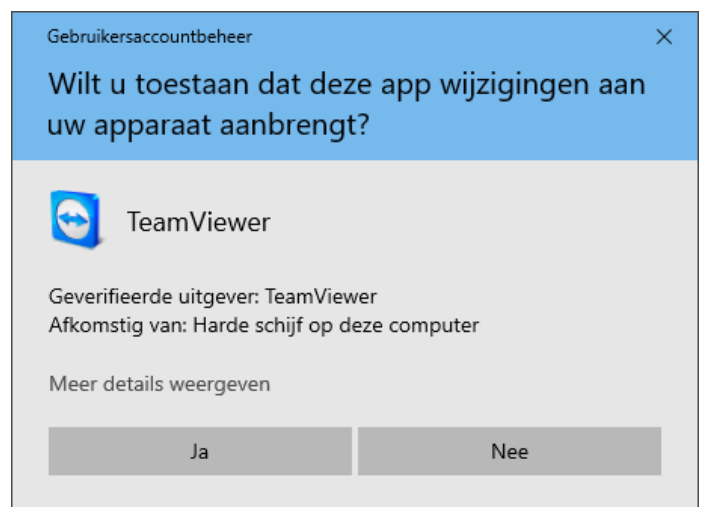 Gebruikersaccountbeheer
Wilt u toestaan dat deze app wijzigingen aan
uw apparaat aanbrengt?
TeamViewer
Geverifieerde uitgever: TeamViewer
Afkomstig van: Harde schijf op deze computer
Meer details weergeven
Ja
Nee